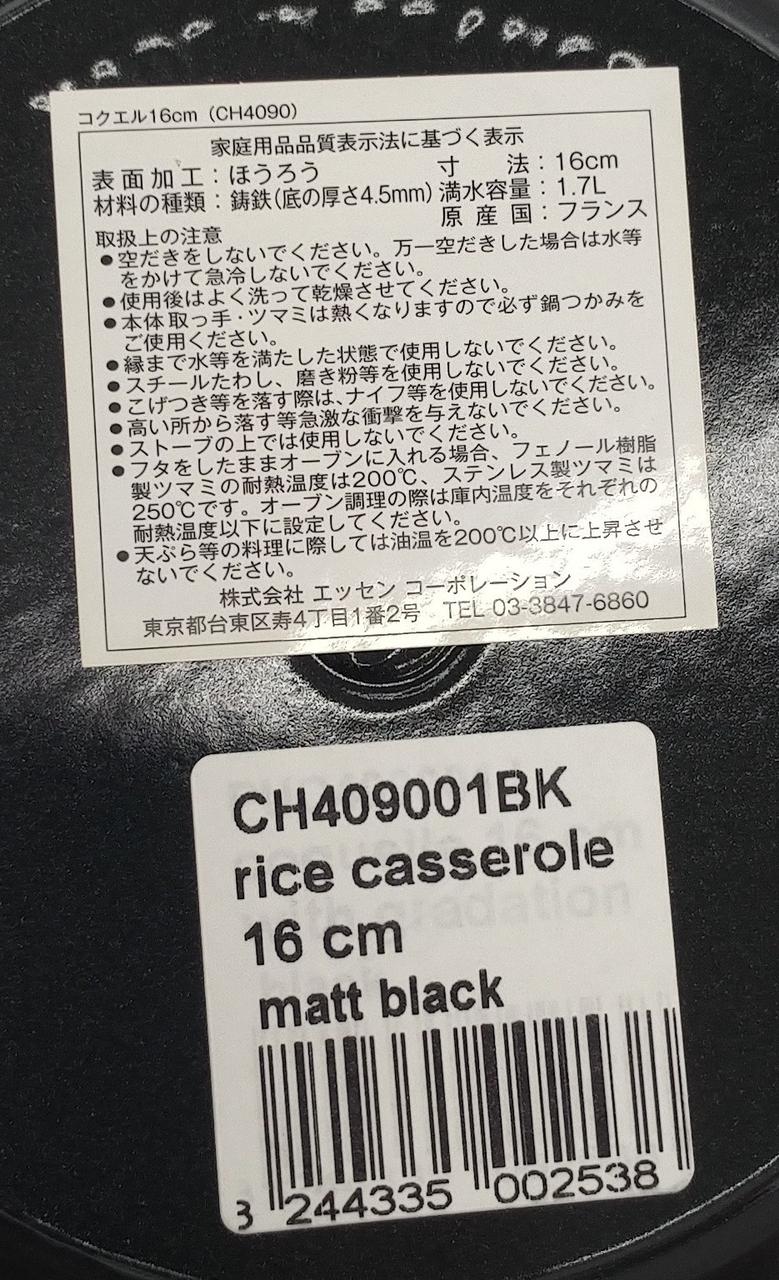 コクエル16cm（CH4090）
家庭用品品質表示法に基づく表示
表面加工：ほうろう 寸　法：16cm
材料の種類：鋳鉄（底の厚さ4.5mm） 満水容量：1.7L
原産国：フランス
取扱上の注意
●空だきをしないでください。万一空だきした場合は水等
をかけて急冷しないでください。
●使用後はよく洗って乾燥させてください。
●本体取っ手・ツマミは熱くなりますので必ず鍋つかみを
ご使用ください。
●縁まで水等を満たした状態で使用しないでください。
●スチールたわし、磨き粉等を使用しないでください。
●こげつき等を落す際は、ナイフ等を使用しないでください。
●高い所から落す等急激な衝撃を与えないでください。
●ストーブの上では使用しないでください。
●フタをしたままオーブンに入れる場合、フェノール樹脂
製ツマミの耐熱温度は200℃、ステンレス製ツマミは
250℃です。オーブン調理の際は庫内温度をそれぞれの
耐熱温度以下に設定してください。
●天ぷら等の料理に際しては油温を200℃以上に上昇させ
ないでください。
株式会社 エッセン コーポレーション
東京都台東区寿4丁目1番2号　TEL 03-3847-6860
CH409001BK
rice casserole
16 cm
matt black
3 244335 002538